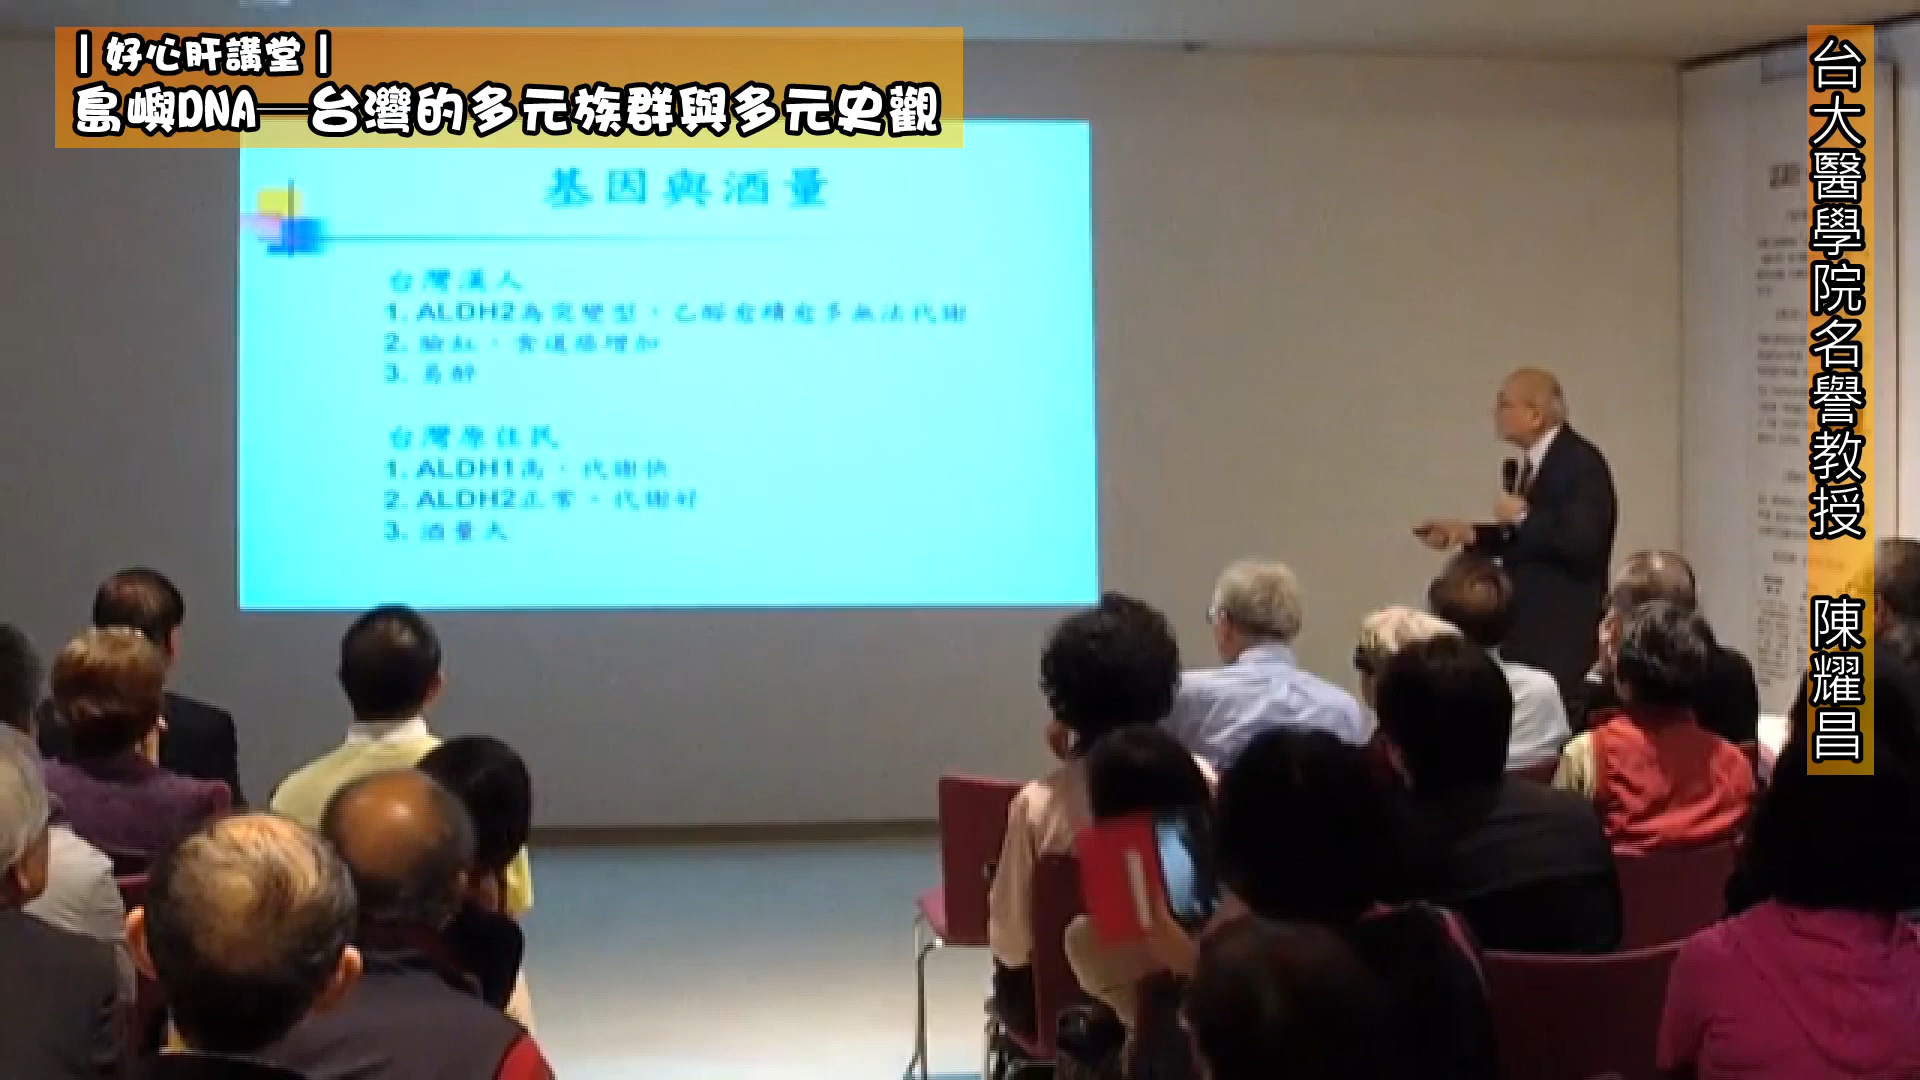 |好心肝講堂|
島嶼DNA─台灣的多元族群與多元史觀
基因與酒量
台灣漢人
1. ALDH2為突變型，乙醛愈積愈多無法代謝
2. 臉紅，食道癌增加
3. 易醉
台灣原住民
1. ALDH1高，代謝快
2. ALDH2正常，代謝好
3. 酒量大
台大醫學院名譽教授 陳耀昌